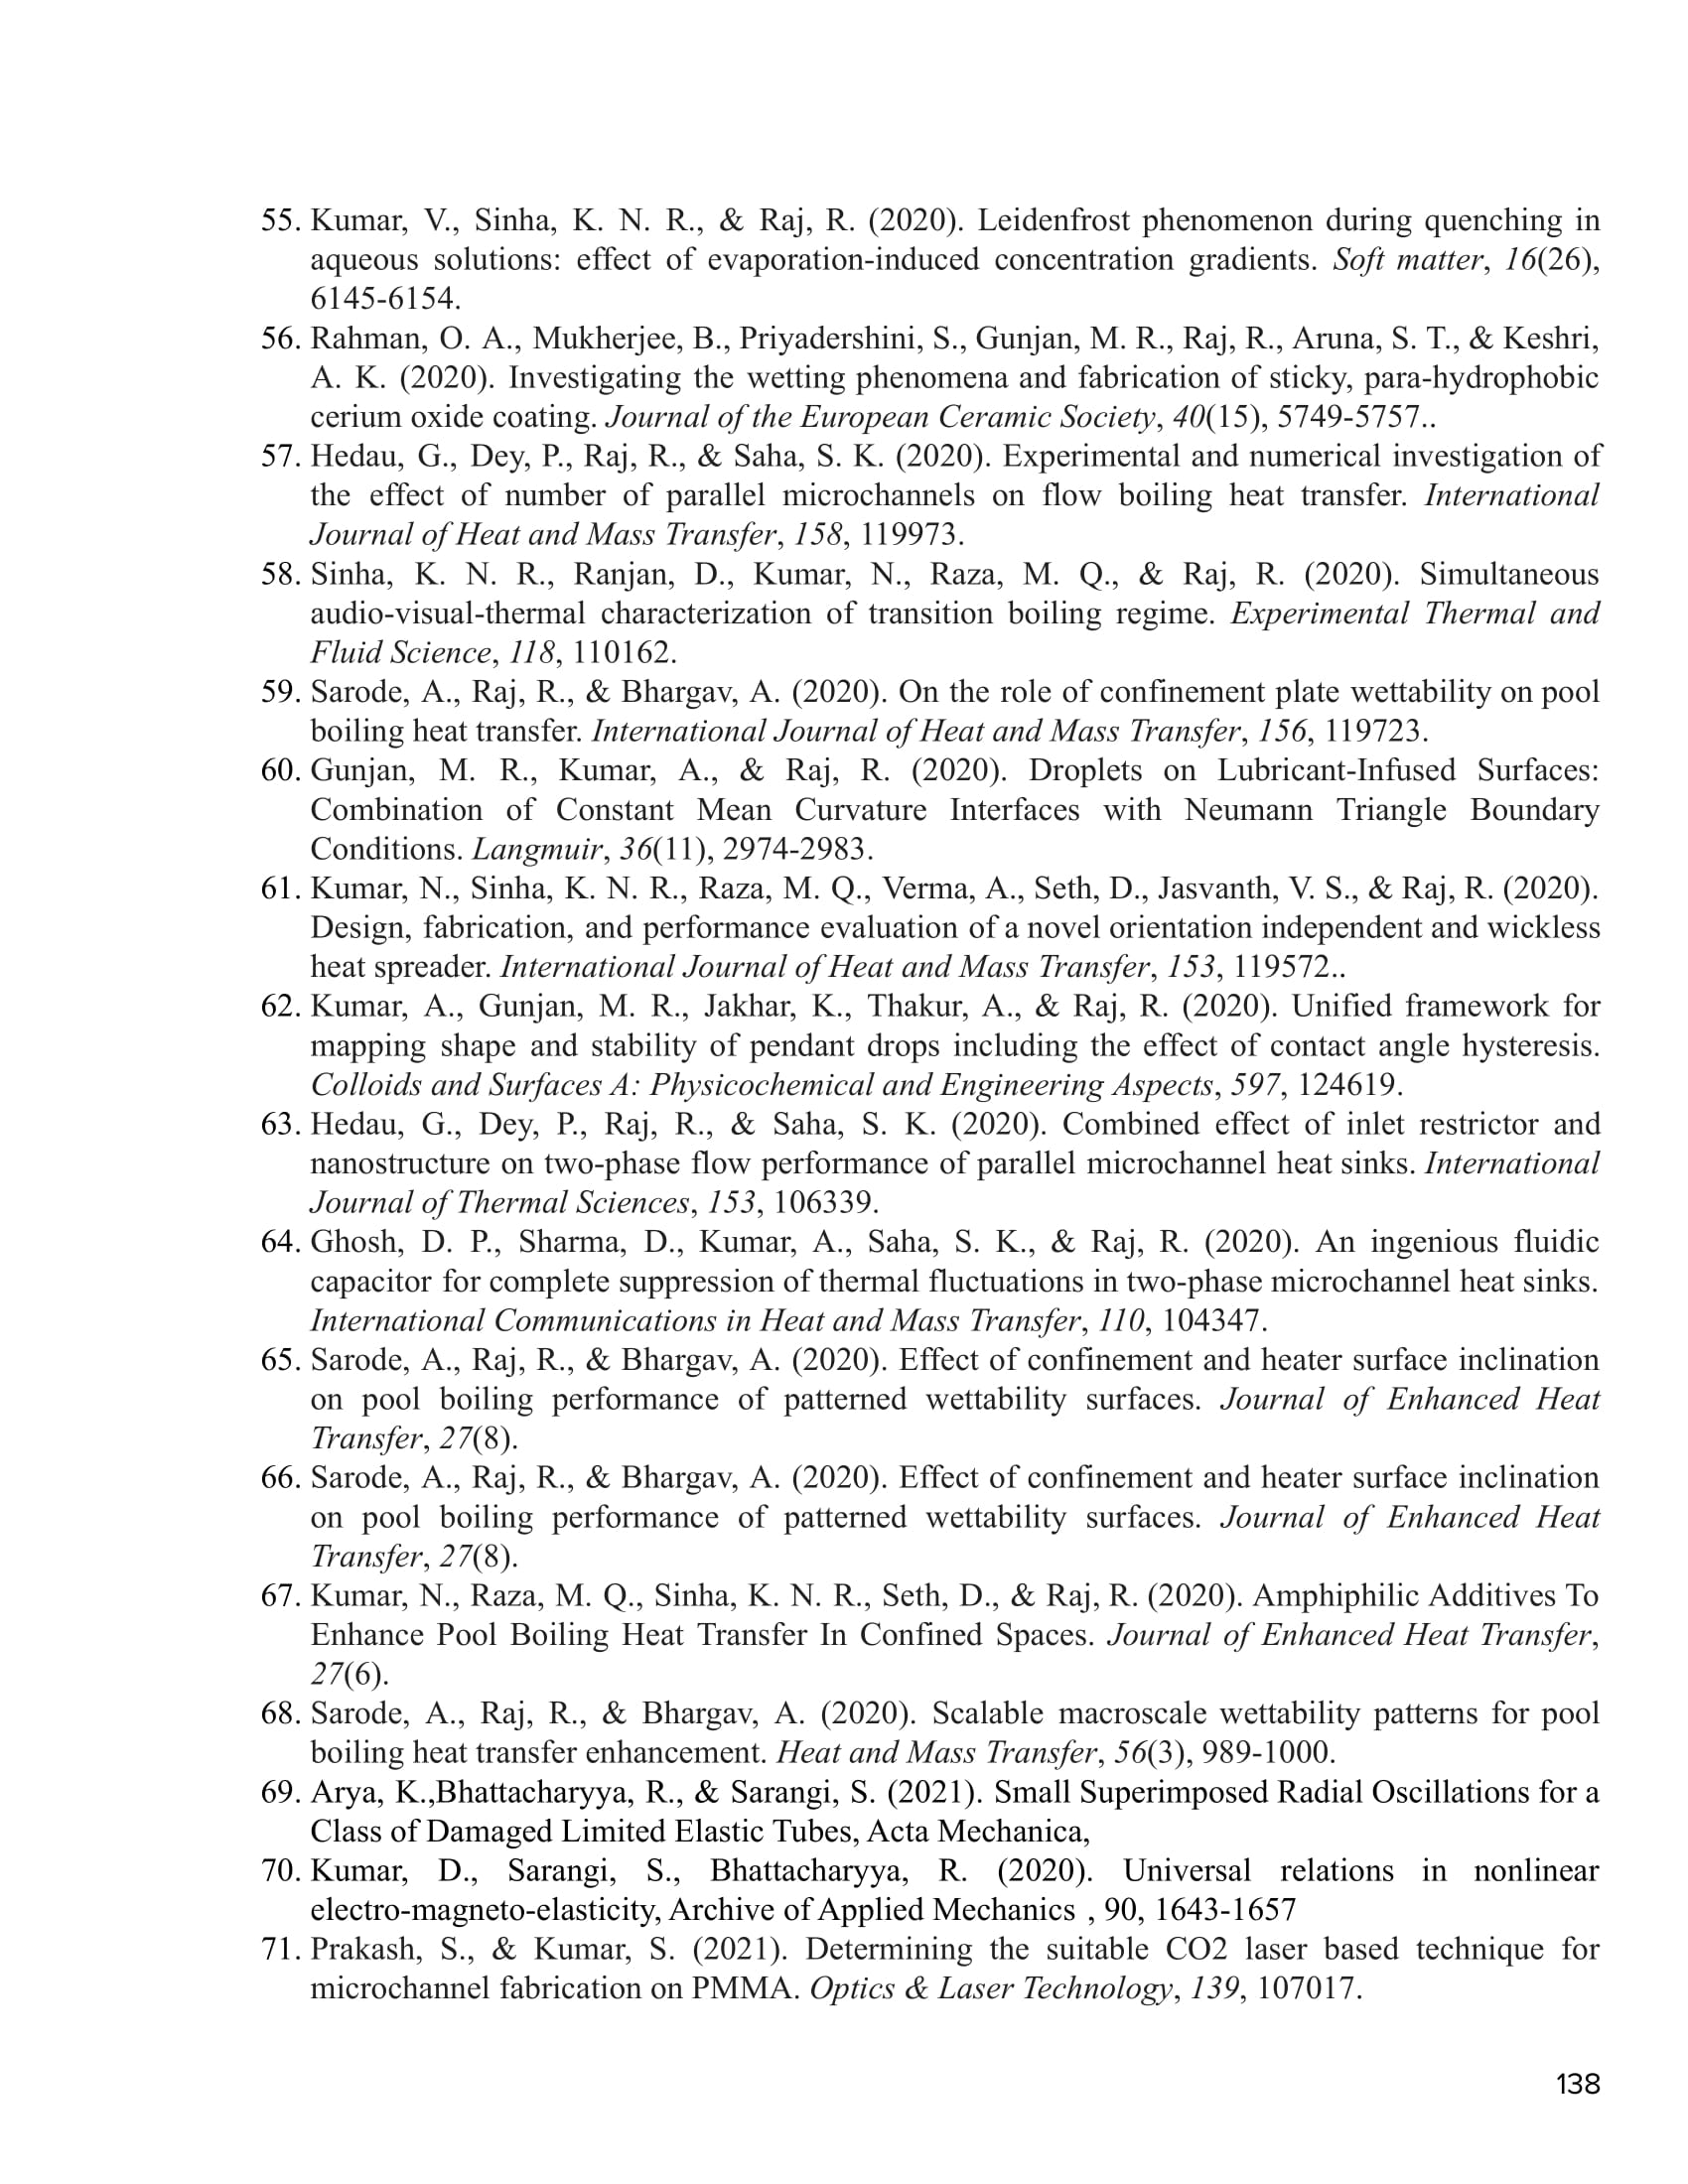 55. Kumar, V., Sinha, K. N. R., & Raj, R. (2020). Leidenfrost phenomenon during quenching in
aqueous solutions: effect of evaporation-induced concentration gradients. Soft matter, 16(26),
6145-6154.
56. Rahman, O. A., Mukherjee, B., Priyadershini, S., Gunjan, M. R., Raj, R., Aruna, S. T., & Keshri,
A. K. (2020). Investigating the wetting phenomena and fabrication of sticky, para-hydrophobic
cerium oxide coating. Journal of the European Ceramic Society, 40(15), 5749-5757..
57. Hedau, G., Dey, P., Raj, R., & Saha, S. K. (2020). Experimental and numerical investigation of
the effect of number of parallel microchannels on flow boiling heat transfer. International
Journal of Heat and Mass Transfer, 158, 119973.
58. Sinha, K. N. R., Ranjan, D., Kumar, N., Raza, M. Q., & Raj, R. (2020). Simultaneous
audio-visual-thermal characterization of transition boiling regime. Experimental Thermal and
Fluid Science, 118, 110162.
59. Sarode, A., Raj, R., & Bhargav, A. (2020). On the role of confinement plate wettability on pool
boiling heat transfer. International Journal of Heat and Mass Transfer, 156, 119723.
60. Gunjan, M. R., Kumar, A., & Raj, R. (2020). Droplets on Lubricant-Infused Surfaces:
Combination of Constant Mean Curvature Interfaces with Neumann Triangle Boundary
Conditions. Langmuir, 36(11), 2974-2983.
61. Kumar, N., Sinha, K. N. R., Raza, M. Q., Verma, A., Seth, D., Jasvanth, V. S., & Raj, R. (2020).
Design, fabrication, and performance evaluation of a novel orientation independent and wickless
heat spreader. International Journal of Heat and Mass Transfer, 153, 119572..
62. Kumar, A., Gunjan, M. R., Jakhar, K., Thakur, A., & Raj, R. (2020). Unified framework for
mapping shape and stability of pendant drops including the effect of contact angle hysteresis.
Colloids and Surfaces A: Physicochemical and Engineering Aspects, 597, 124619.
63. Hedau, G., Dey, P., Raj, R., & Saha, S. K. (2020). Combined effect of inlet restrictor and
nanostructure on two-phase flow performance of parallel microchannel heat sinks. International
Journal of Thermal Sciences, 153, 106339.
64. Ghosh, D. P., Sharma, D., Kumar, A., Saha, S. K., & Raj, R. (2020). An ingenious fluidic
capacitor for complete suppression of thermal fluctuations in two-phase microchannel heat sinks.
International Communications in Heat and Mass Transfer, 110, 104347.
65. Sarode, A., Raj, R., & Bhargav, A. (2020). Effect of confinement and heater surface inclination
on pool boiling performance of patterned wettability surfaces. Journal of Enhanced Heat
Transfer, 27(8).
66. Sarode, A., Raj, R., & Bhargav, A. (2020). Effect of confinement and heater surface inclination
on pool boiling performance of patterned wettability surfaces. Journal of Enhanced Heat
Transfer, 27(8).
67. Kumar, N., Raza, M. Q., Sinha, K. N. R., Seth, D., & Raj, R. (2020). Amphiphilic Additives To
Enhance Pool Boiling Heat Transfer In Confined Spaces. Journal of Enhanced Heat Transfer,
27(6).
68. Sarode, A., Raj, R., & Bhargav, A. (2020). Scalable macroscale wettability patterns for pool
boiling heat transfer enhancement. Heat and Mass Transfer, 56(3), 989-1000.
69. Arya, K.,Bhattacharyya, R., & Sarangi, S. (2021). Small Superimposed Radial Oscillations for a
Class of Damaged Limited Elastic Tubes, Acta Mechanica,
70. Kumar, D., Sarangi, S., Bhattacharyya, R. (2020). Universal relations in nonlinear
electro-magneto-elasticity, Archive of Applied Mechanics , 90, 1643-1657
71. Prakash, S., & Kumar, S. (2021). Determining the suitable CO2 laser based technique for
microchannel fabrication on PMMA. Optics & Laser Technology, 139, 107017.
138